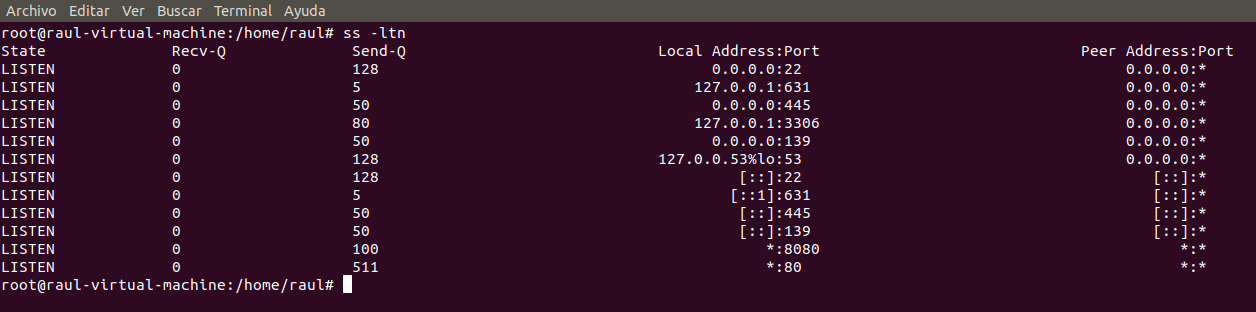 Archivo Editar Ver Buscar Terminal Ayuda
root@raul-virtual-machine:/home/raul# ss -ltn
State Recv-Q Send-Q Local Address:Port Peer Address:Port
LISTEN 0 128 0.0.0.0:22 0.0.0.0:*
LISTEN 0 5 127.0.0.1:631 0.0.0.0:*
LISTEN 0 50 0.0.0.0:445 0.0.0.0:*
LISTEN 0 80 127.0.0.1:3306 0.0.0.0:*
LISTEN 0 50 0.0.0.0:139 0.0.0.0:*
LISTEN 0 128 127.0.0.53%lo:53 0.0.0.0:*
LISTEN 0 128 [::]:22 [::]:*
LISTEN 0 5 [::1]:631 [::]:*
LISTEN 0 50 [::]:445 [::]:*
LISTEN 0 50 [::]:139 [::]:*
LISTEN 0 100 *:8080 *:*
LISTEN 0 511 *:80 *:*
root@raul-virtual-machine:/home/raul#